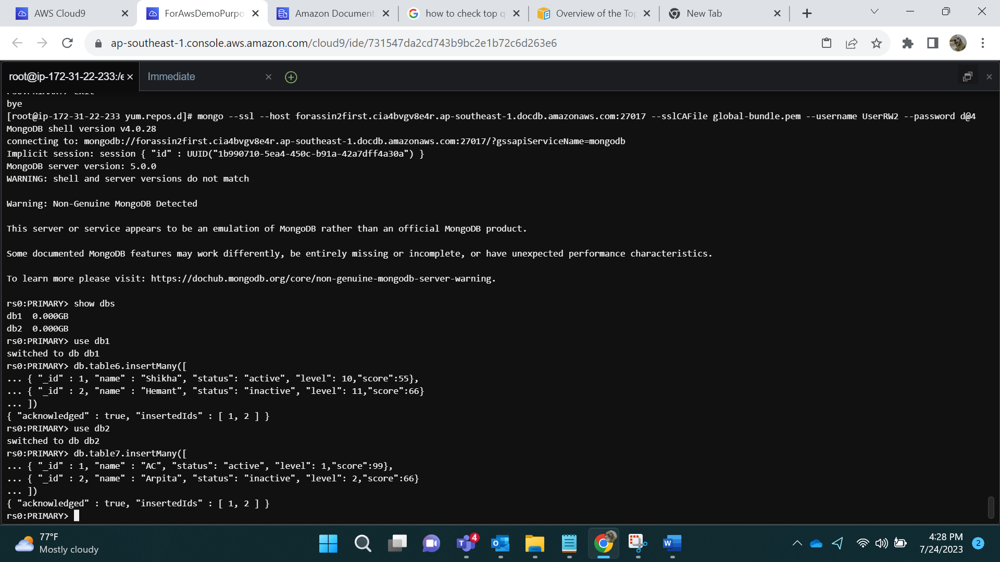 AWS Cloud9
ForAwsDemoPurpo
Amazon Document
how to check top q
Overview of the To
New Tab
ap-southeast-1.console.aws.amazon.com/cloud9/ide/731547da2cd743b9bc2e1b72c6d263e6
root@ip-172-31-22-233:/e
Immediate
bye
[root@ip-172-31-22-233 yum.repos.d]# mongo --ssl --host forassin2first.cia4bvgv8e4r.ap-southeast-1.docdb.amazonaws.com:27017 --sslCAFile global-bundle.pem --username UserRW2 --password d@4
MongoDB shell version v4.0.28
connecting to: mongodb://forassin2first.cia4bvgv8e4r.ap-southeast-1.docdb.amazonaws.com:27017/?gssapiServiceName=mongodb
Implicit session: session { "id" : UUID("1b990710-5ea4-450c-b91a-42a7dff4a30a") }
MongoDB server version: 5.0.0
WARNING: shell and server versions do not match
Warning: Non-Genuine MongoDB Detected
This server or service appears to be an emulation of MongoDB rather than an official MongoDB product.
Some documented MongoDB features may work differently, be entirely missing or incomplete, or have unexpected performance characteristics.
To learn more please visit: https://dochub.mongodb.org/core/non-genuine-mongodb-server-warning.
rs0:PRIMARY> show dbs
db1  0.000GB
db2  0.000GB
rs0:PRIMARY> use db1
switched to db db1
rs0:PRIMARY> db.table6.insertMany([
... { "_id" : 1, "name" : "Shikha", "status": "active", "level": 10,"score":55},
... { "_id" : 2, "name" : "Hemant", "status": "inactive", "level": 11,"score":66}
... ])
{ "acknowledged" : true, "insertedIds" : [ 1, 2 ] }
rs0:PRIMARY> use db2
switched to db db2
rs0:PRIMARY> db.table7.insertMany([
... { "_id" : 1, "name" : "AC", "status": "active", "level": 1,"score":99},
... { "_id" : 2, "name" : "Arpita", "status": "inactive", "level": 2,"score":66}
... ])
{ "acknowledged" : true, "insertedIds" : [ 1, 2 ] }
rs0:PRIMARY>
77°F
Mostly cloudy
4
4:28 PM
7/24/2023
2